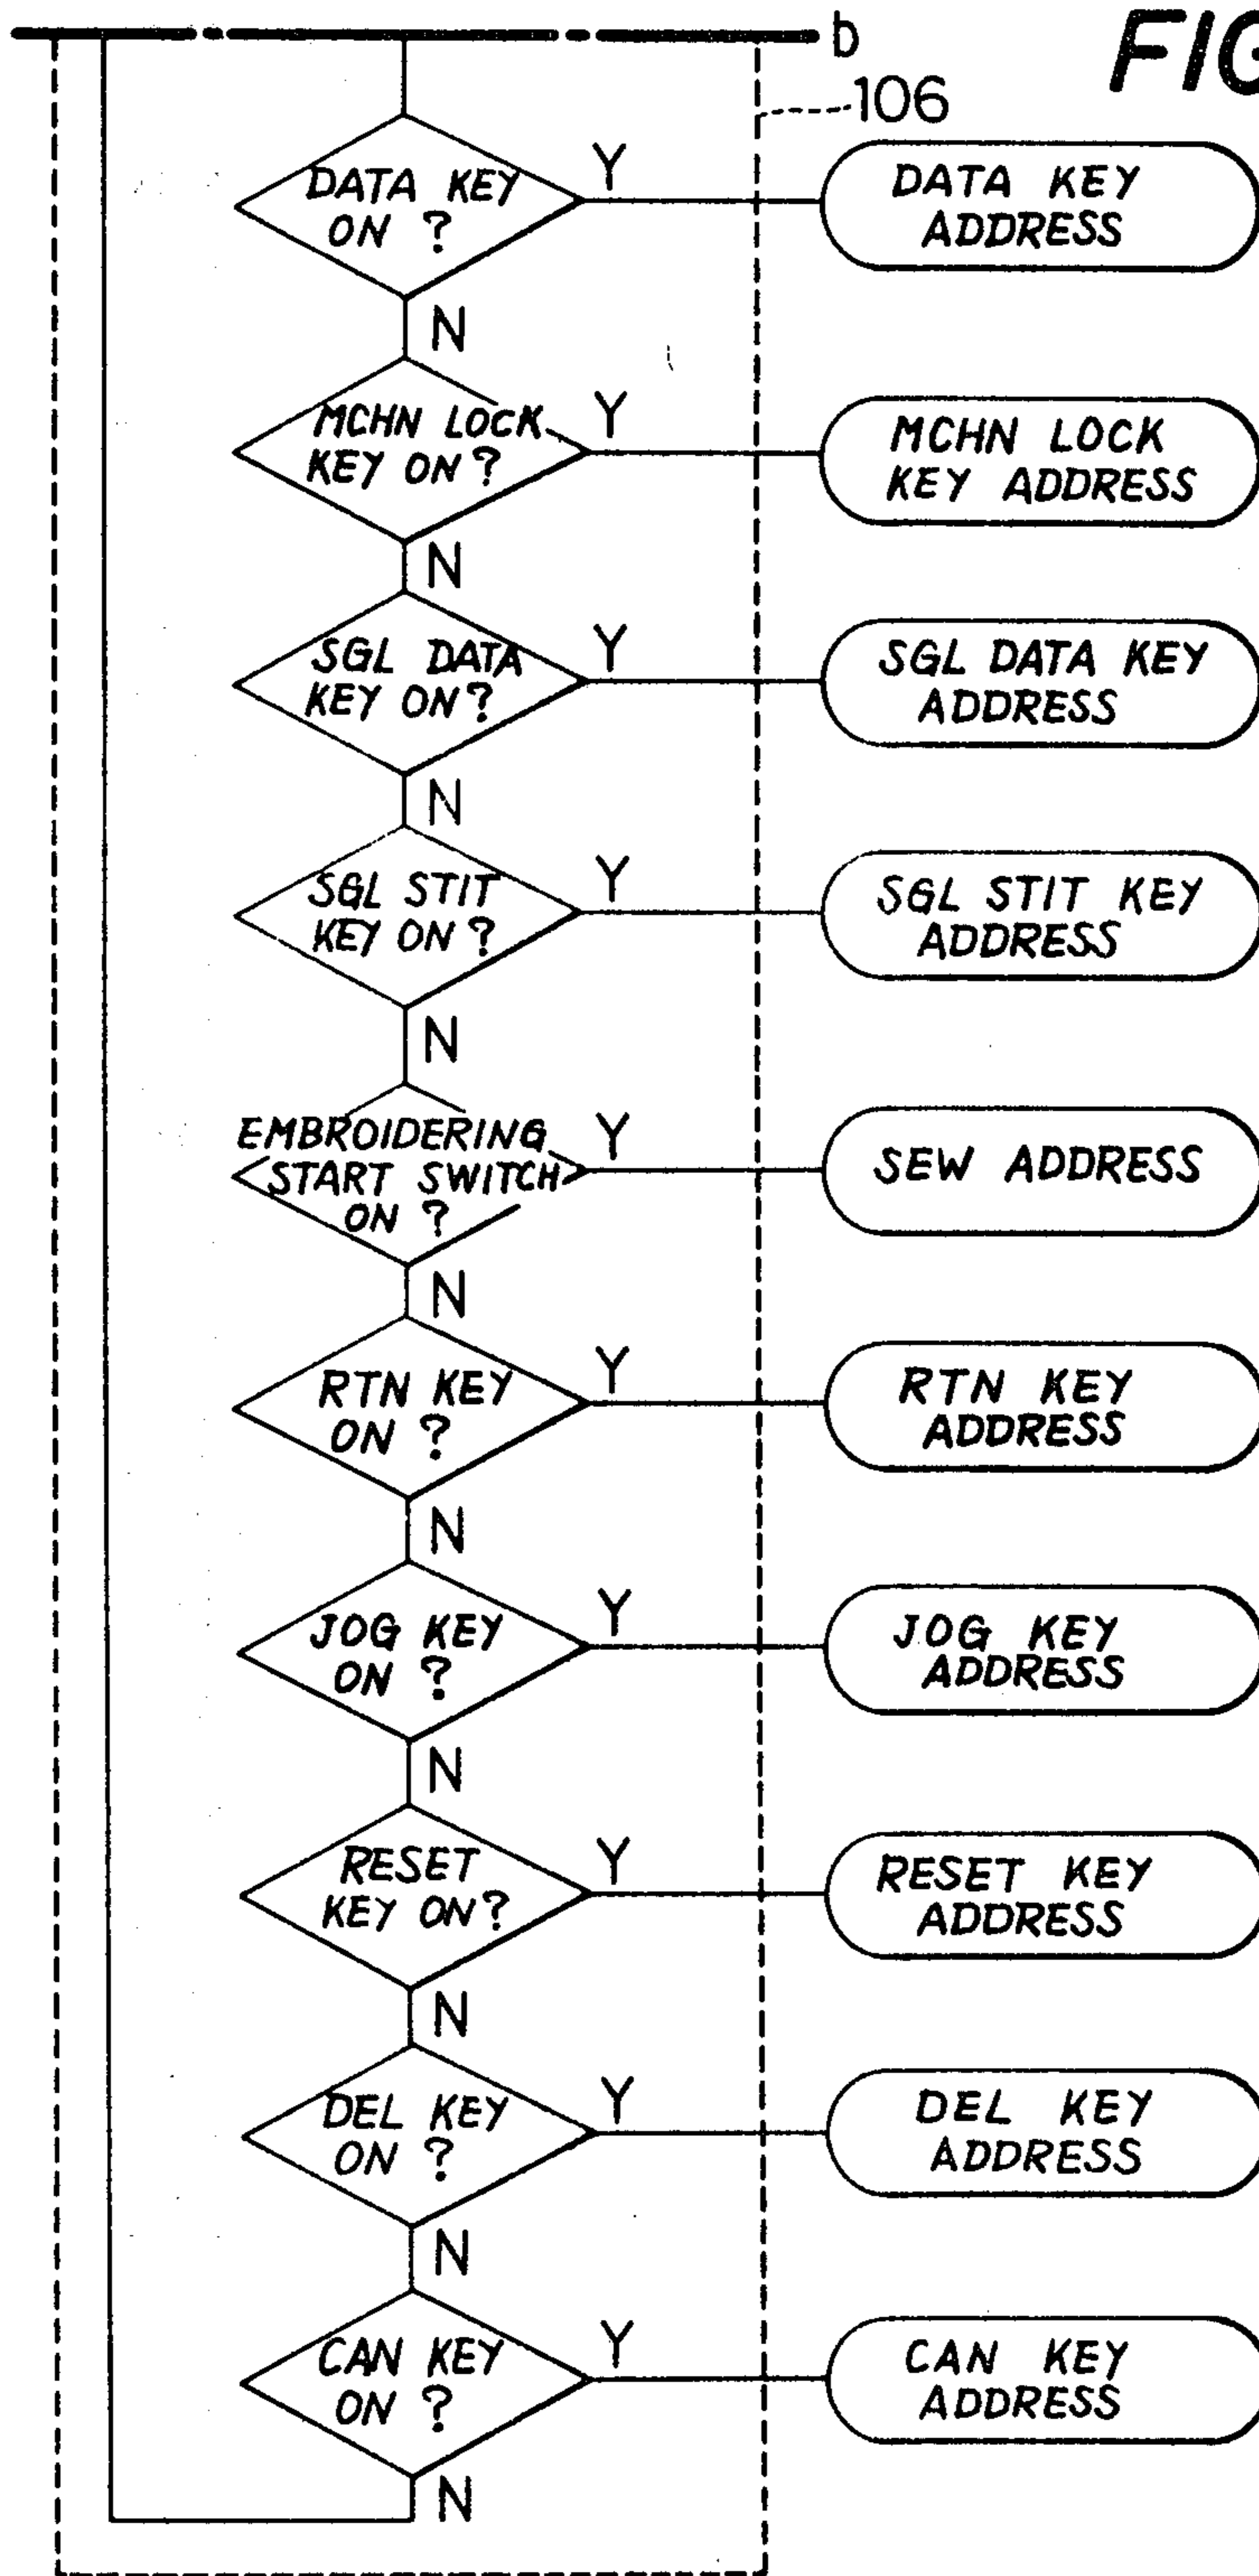 b
FIG
106
DATA KEY
ON ?
Y
DATA KEY
ADDRESS
N
MCHN LOCK
KEY ON ?
Y
MCHN LOCK
KEY ADDRESS
N
SGL DATA
KEY ON ?
Y
SGL DATA KEY
ADDRESS
N
SGL STIT
KEY ON ?
Y
SGL STIT KEY
ADDRESS
N
EMBROIDERING
START SWITCH
ON ?
Y
SEW ADDRESS
N
RTN KEY
ON ?
Y
RTN KEY
ADDRESS
N
JOG KEY
ON ?
Y
JOG KEY
ADDRESS
N
RESET
KEY ON ?
Y
RESET KEY
ADDRESS
N
DEL KEY
ON ?
Y
DEL KEY
ADDRESS
N
CAN KEY
ON ?
Y
CAN KEY
ADDRESS
N